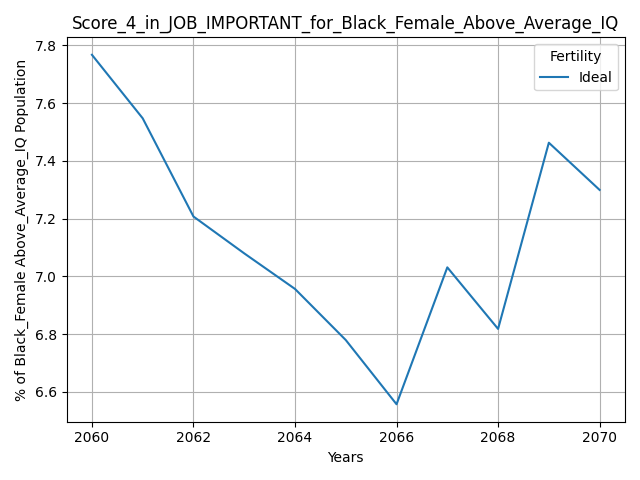 Score_4_in_JOB_IMPORTANT_for_Black_Female_Above_Average_IQ
% of Black_Female Above_Average_IQ Population
7.8
7.6
7.4
7.2
7.0
6.8
6.6
Fertility
Ideal
2060
2062
2064
2066
2068
2070
Years